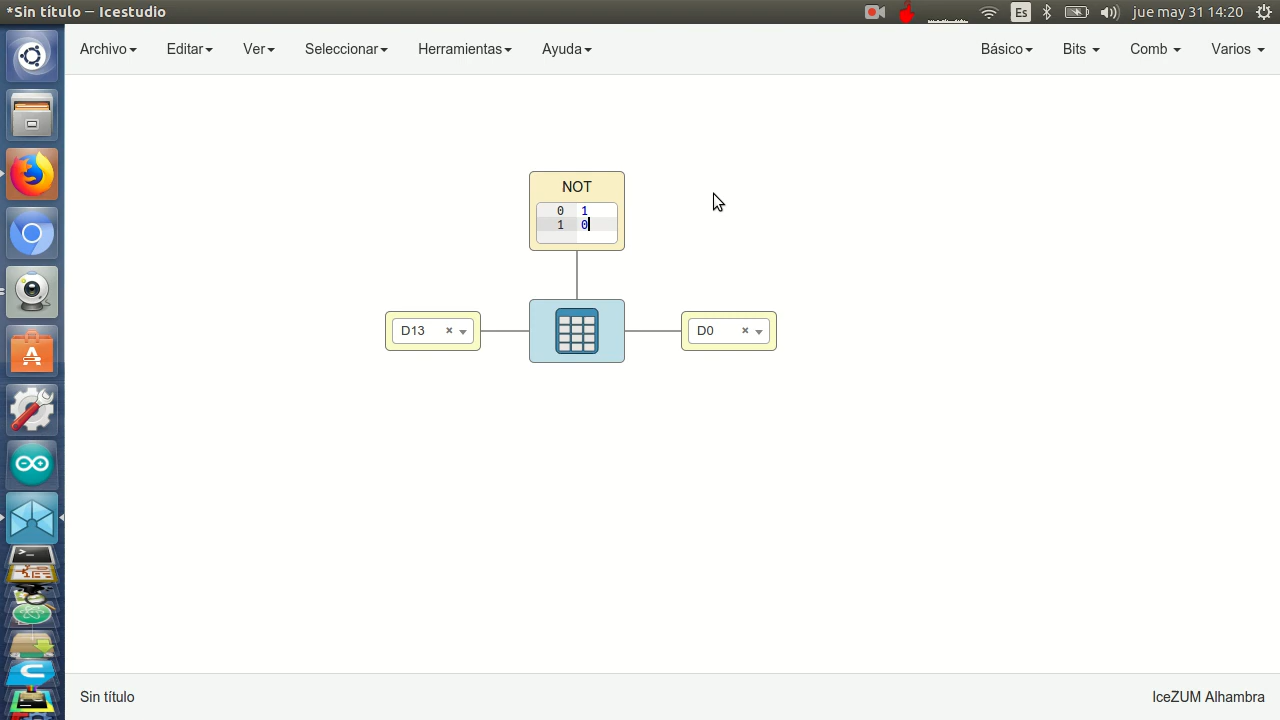 *Sin título – Icestudio
Es
jue may 31 14:20
Archivo
Editar
Ver
Seleccionar
Herramientas
Ayuda
Básico
Bits
Comb
Varios
NOT
0 1
1 0
D13
D0
Sin título
IceZUM Alhambra